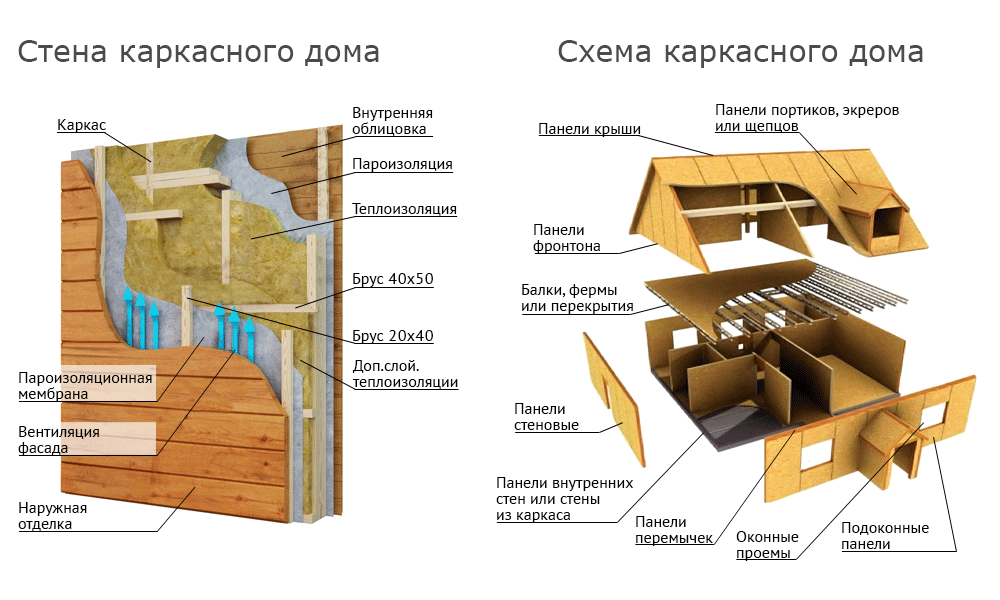 Стена каркасного дома
Каркас
Внутренняя
облицовка
Пароизоляция
Теплоизоляция
Брус 40x50
Брус 20x40
Доп.слой.
теплоизоляции
Пароизоляционная
мембрана
Вентиляция
фасада
Наружная
отделка
Схема каркасного дома
Панели портиков, экреров
или щепцов
Панели крыши
Панели
фронтона
Балки, фермы
или перекрытия
Панели
стеновые
Панели внутренних
стен или стены
из каркаса
Панели
перемычек
Оконные
проемы
Подоконные
панели